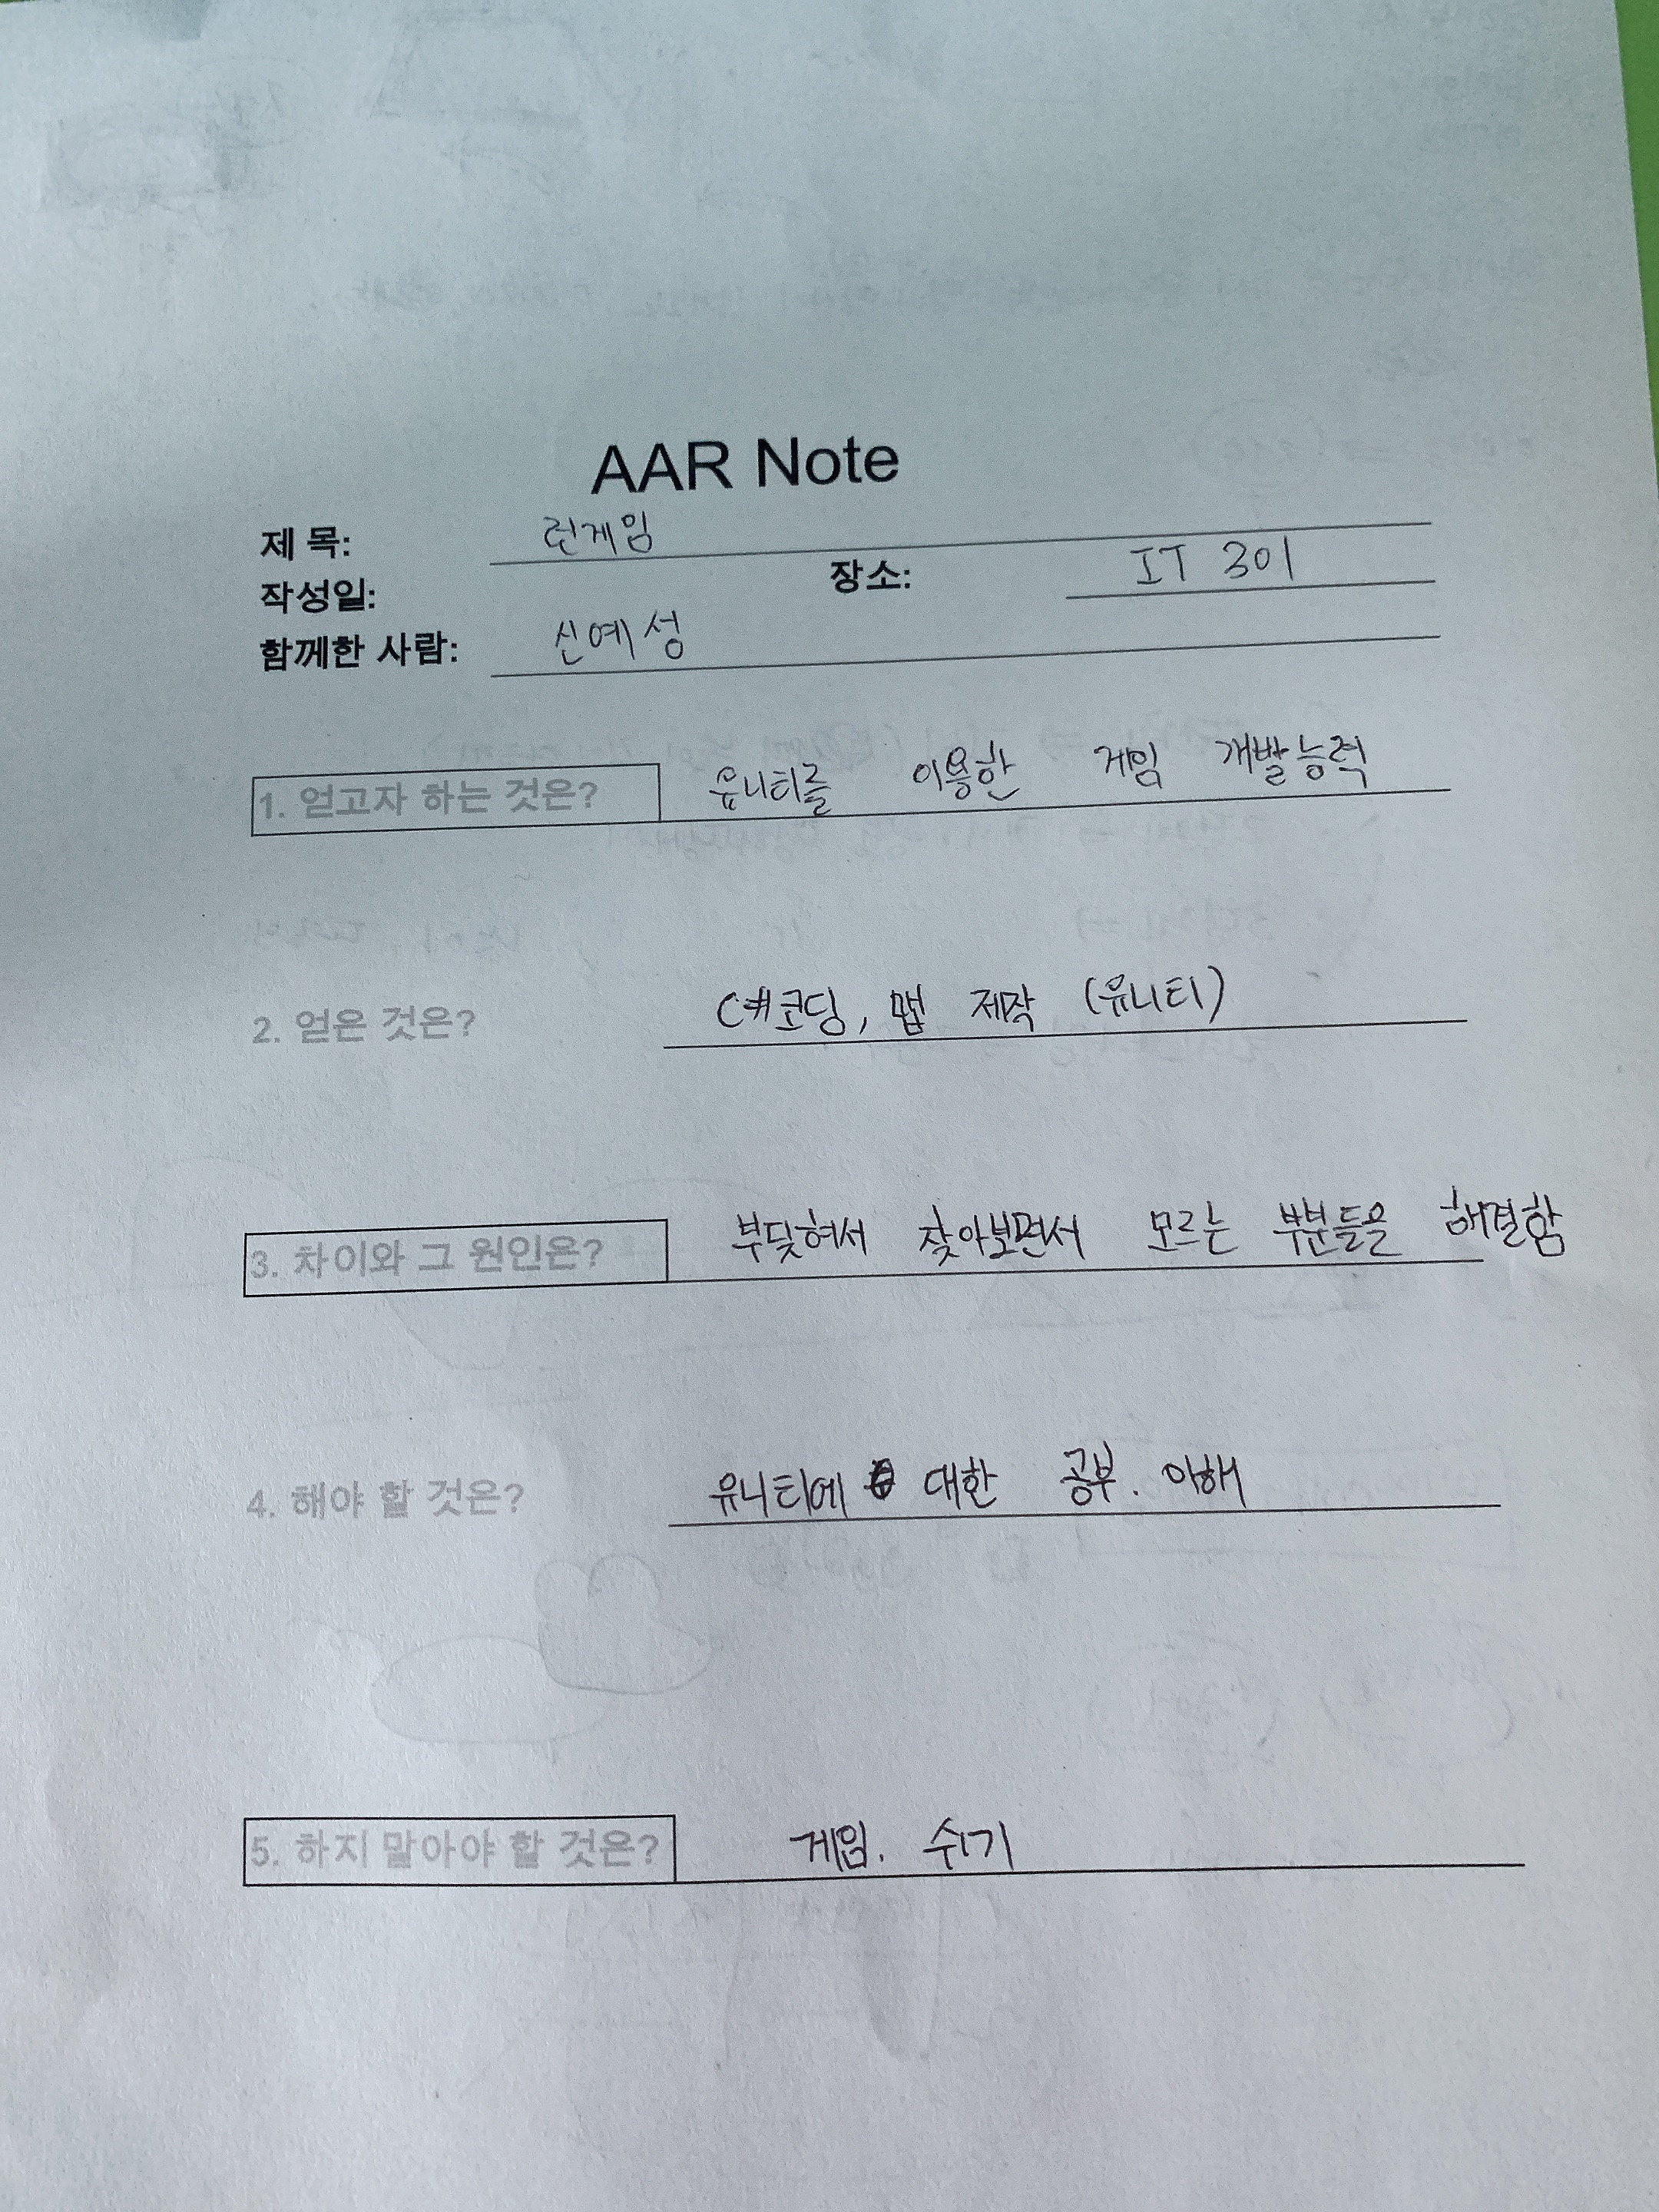 AAR Note
제 목: 런게임
작성일: 장소: IT 301
함께한 사람: 신예성
1. 얻고자 하는 것은? 유니티를 이용한 게임 개발능력
2. 얻은 것은? C#코딩, 맵 제작 (유니티)
3. 차이와 그 원인은? 부딪혀서 찾아보면서 모르는 부분들을 해결함
4. 해야 할 것은? 유니티에 대한 공부. 이해
5. 하지 말아야 할 것은? 게임. 쉬기